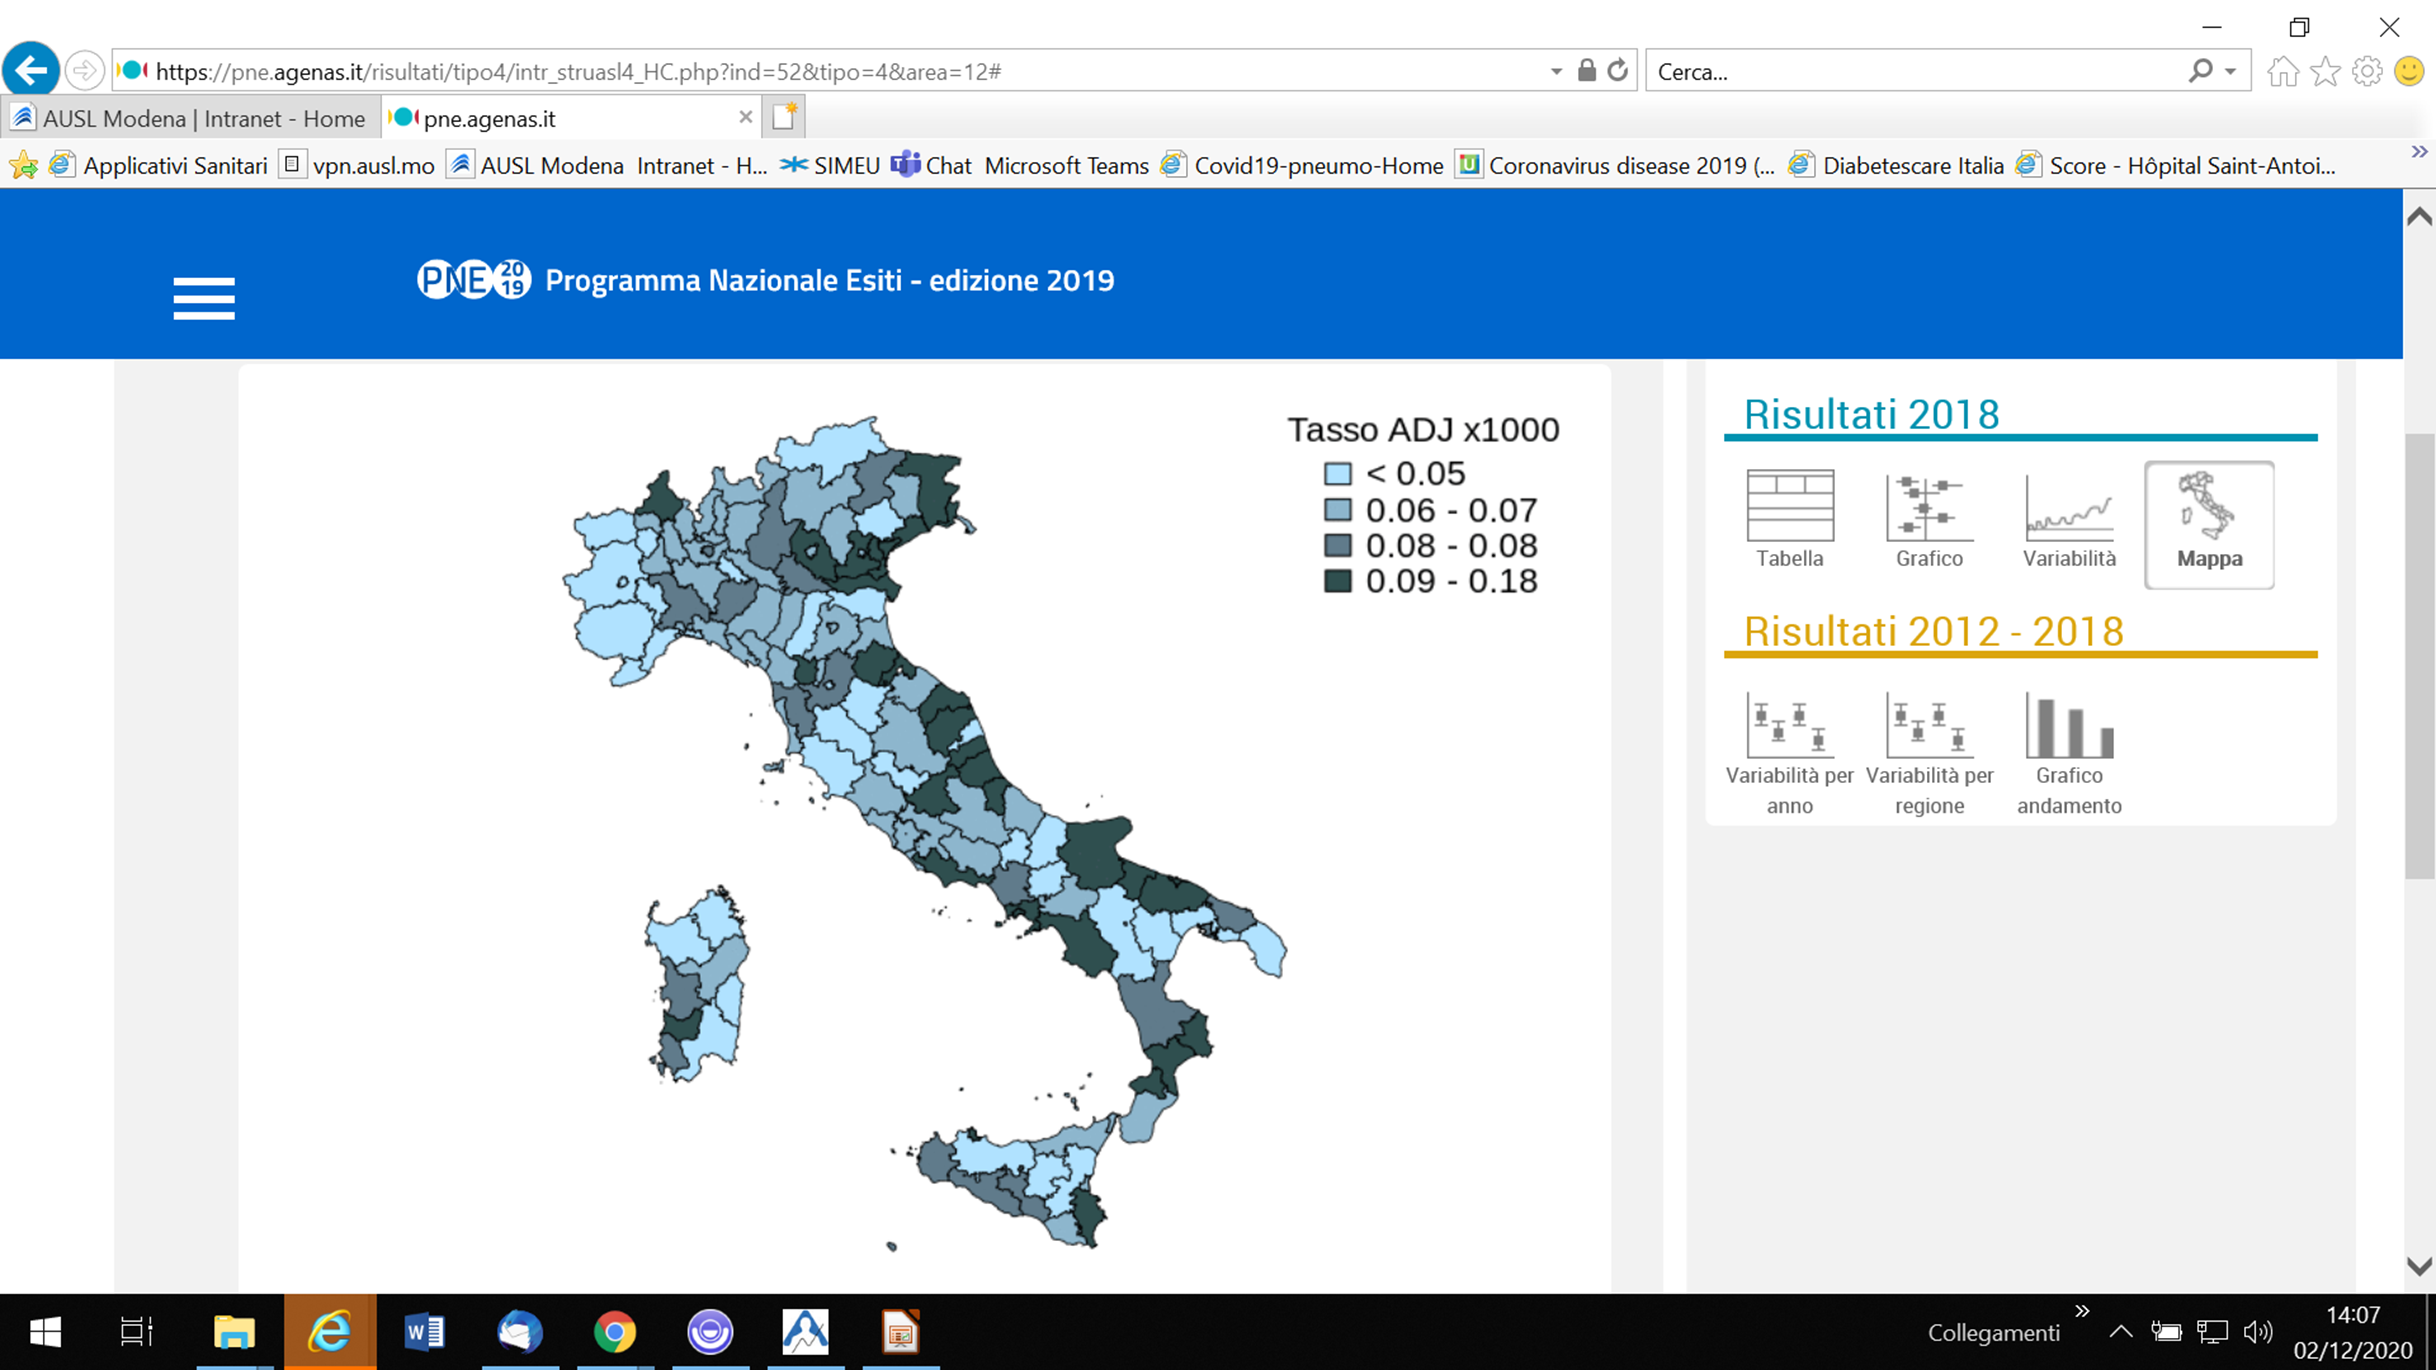 https://pne.agenas.it/risultati/tipo4/intr_struasl4_HC.php?ind=52&tipo=4&area=12#
Cerca...
AUSL Modena | Intranet - Home
pne.agenas.it
Applicativi Sanitari
vpn.ausl.mo
AUSL Modena Intranet - H...
SIMEU
Chat Microsoft Teams
Covid19-pneumo-Home
Coronavirus disease 2019 (...
Diabetescare Italia
Score - Hôpital Saint-Antoi...
PNE 2019 Programma Nazionale Esiti - edizione 2019
Tasso ADJ x1000
< 0.05
0.06 - 0.07
0.08 - 0.08
0.09 - 0.18
Risultati 2018
Tabella
Grafico
Variabilità
Mappa
Risultati 2012 - 2018
Variabilità per
anno
Variabilità per
regione
Grafico
andamento
Collegamenti
14:07
02/12/2020